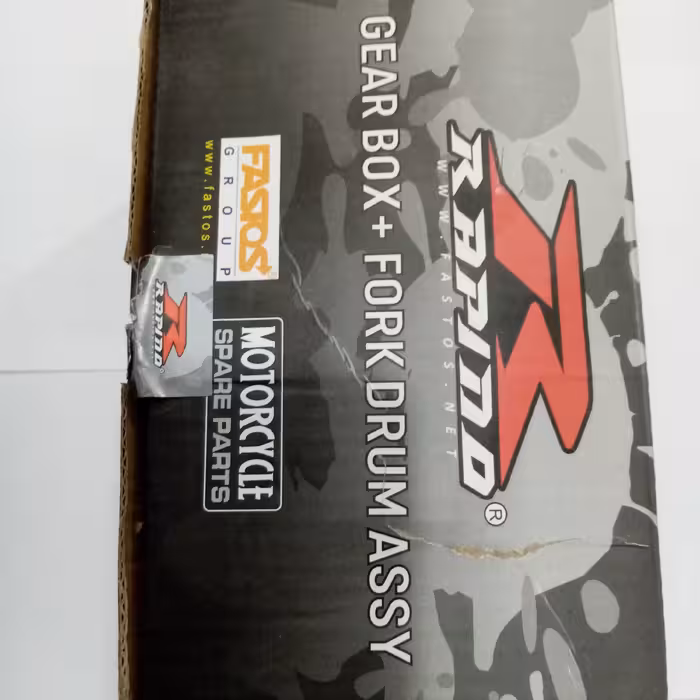 RAPIDO®
WWW.FASTOS.NET
GEAR BOX + FORK DRUM ASSY
FASTOS
GROUP
www.fastos.
MOTORCYCLE
SPARE PARTS
RAPIDO